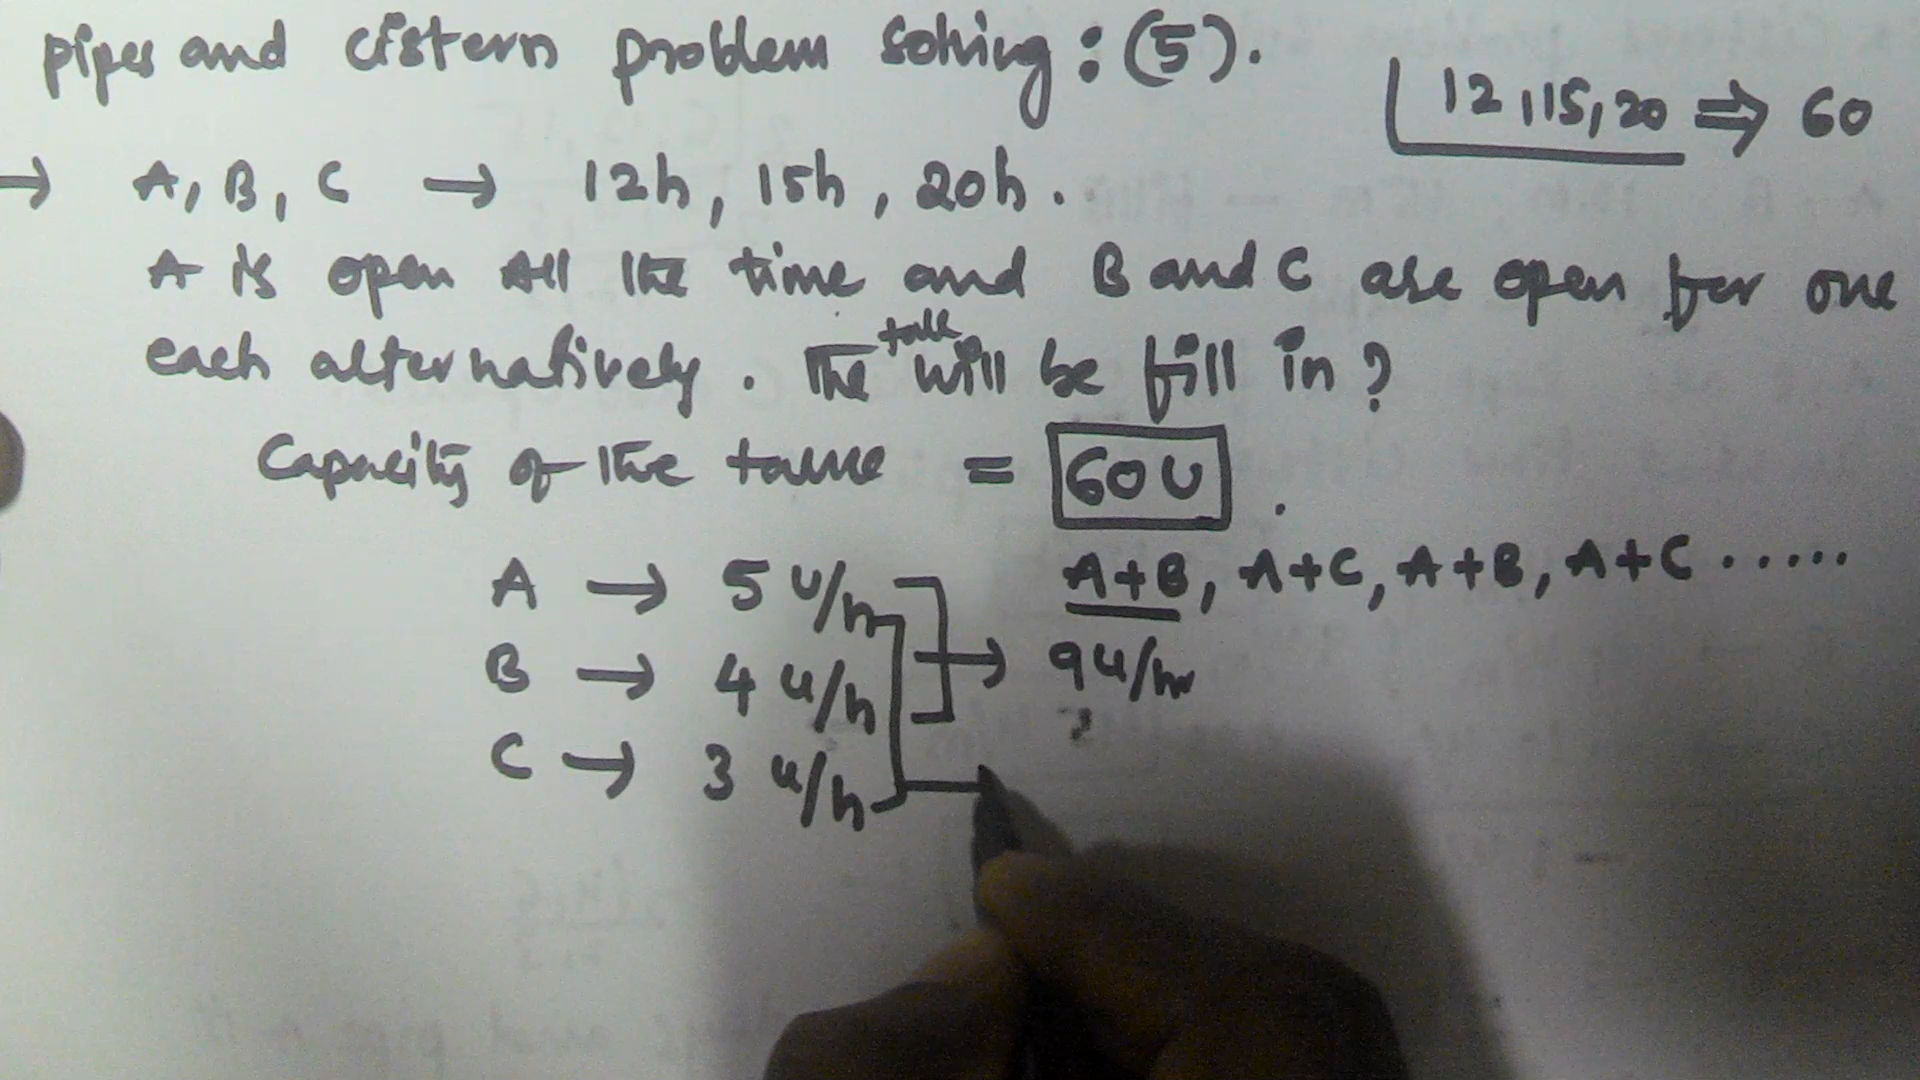 pipes and cistern problem solving : (5).
12, 15, 20 ⇒ 60
→ A, B, C → 12h, 15h, 20h.
A is open All the time and B and C are open for one
each alternatively. The tank will be fill in ?
Capacity of the tank = 60U.
A+B, A+C, A+B, A+C ......
A → 5 u/h
B → 4 u/h → 9u/hr
C → 3 u/h